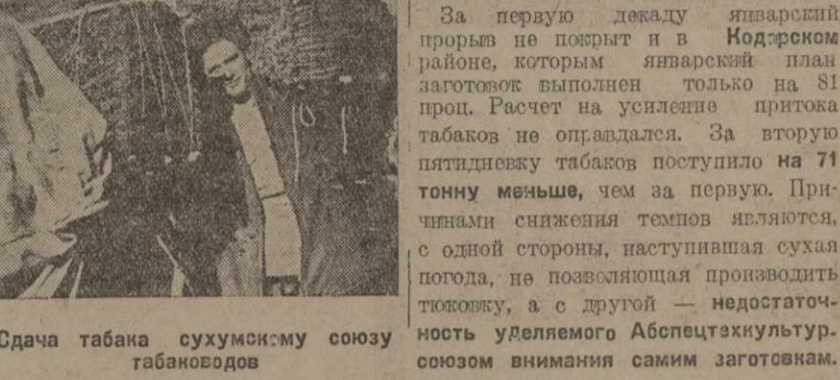 Сдача табака сухумскому союзу
табаководов
За первую декаду январский
прорыв не покрыт и в Кодорском
районе, которым январский план
заготовок выполнен только на 81
проц. Расчет на усиление притока
табаков не оправдался. За вторую
пятидневку табаков поступило на 71
тонну меньше, чем за первую. При-
чинами снижения темпов являются,
с одной стороны, наступившая сухая
погода, не позволяющая производить
тюковку, а с другой — недостаточ-
ность уделяемого Абспецтехкультур-
союзом внимания самим заготовкам.